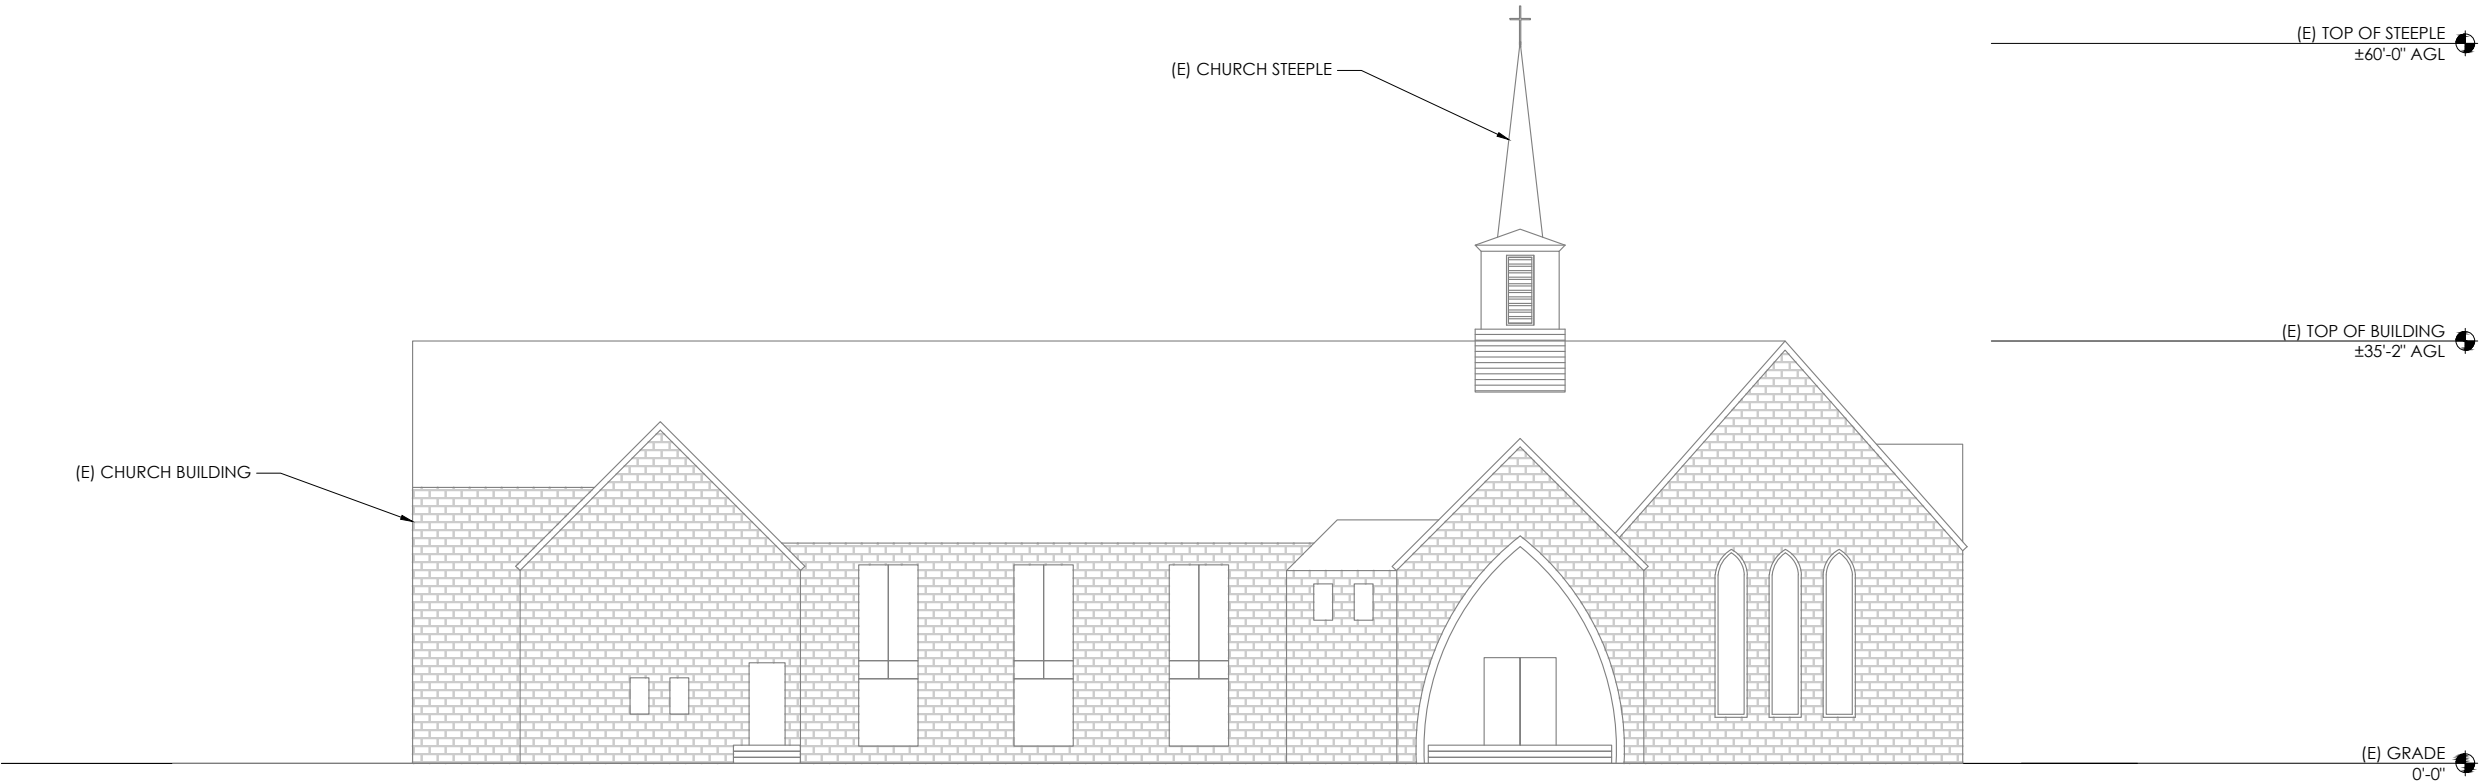 (E) TOP OF STEEPLE
±60'-0" AGL
(E) CHURCH STEEPLE
(E) TOP OF BUILDING
±35'-2" AGL
(E) CHURCH BUILDING
(E) GRADE
0'-0"